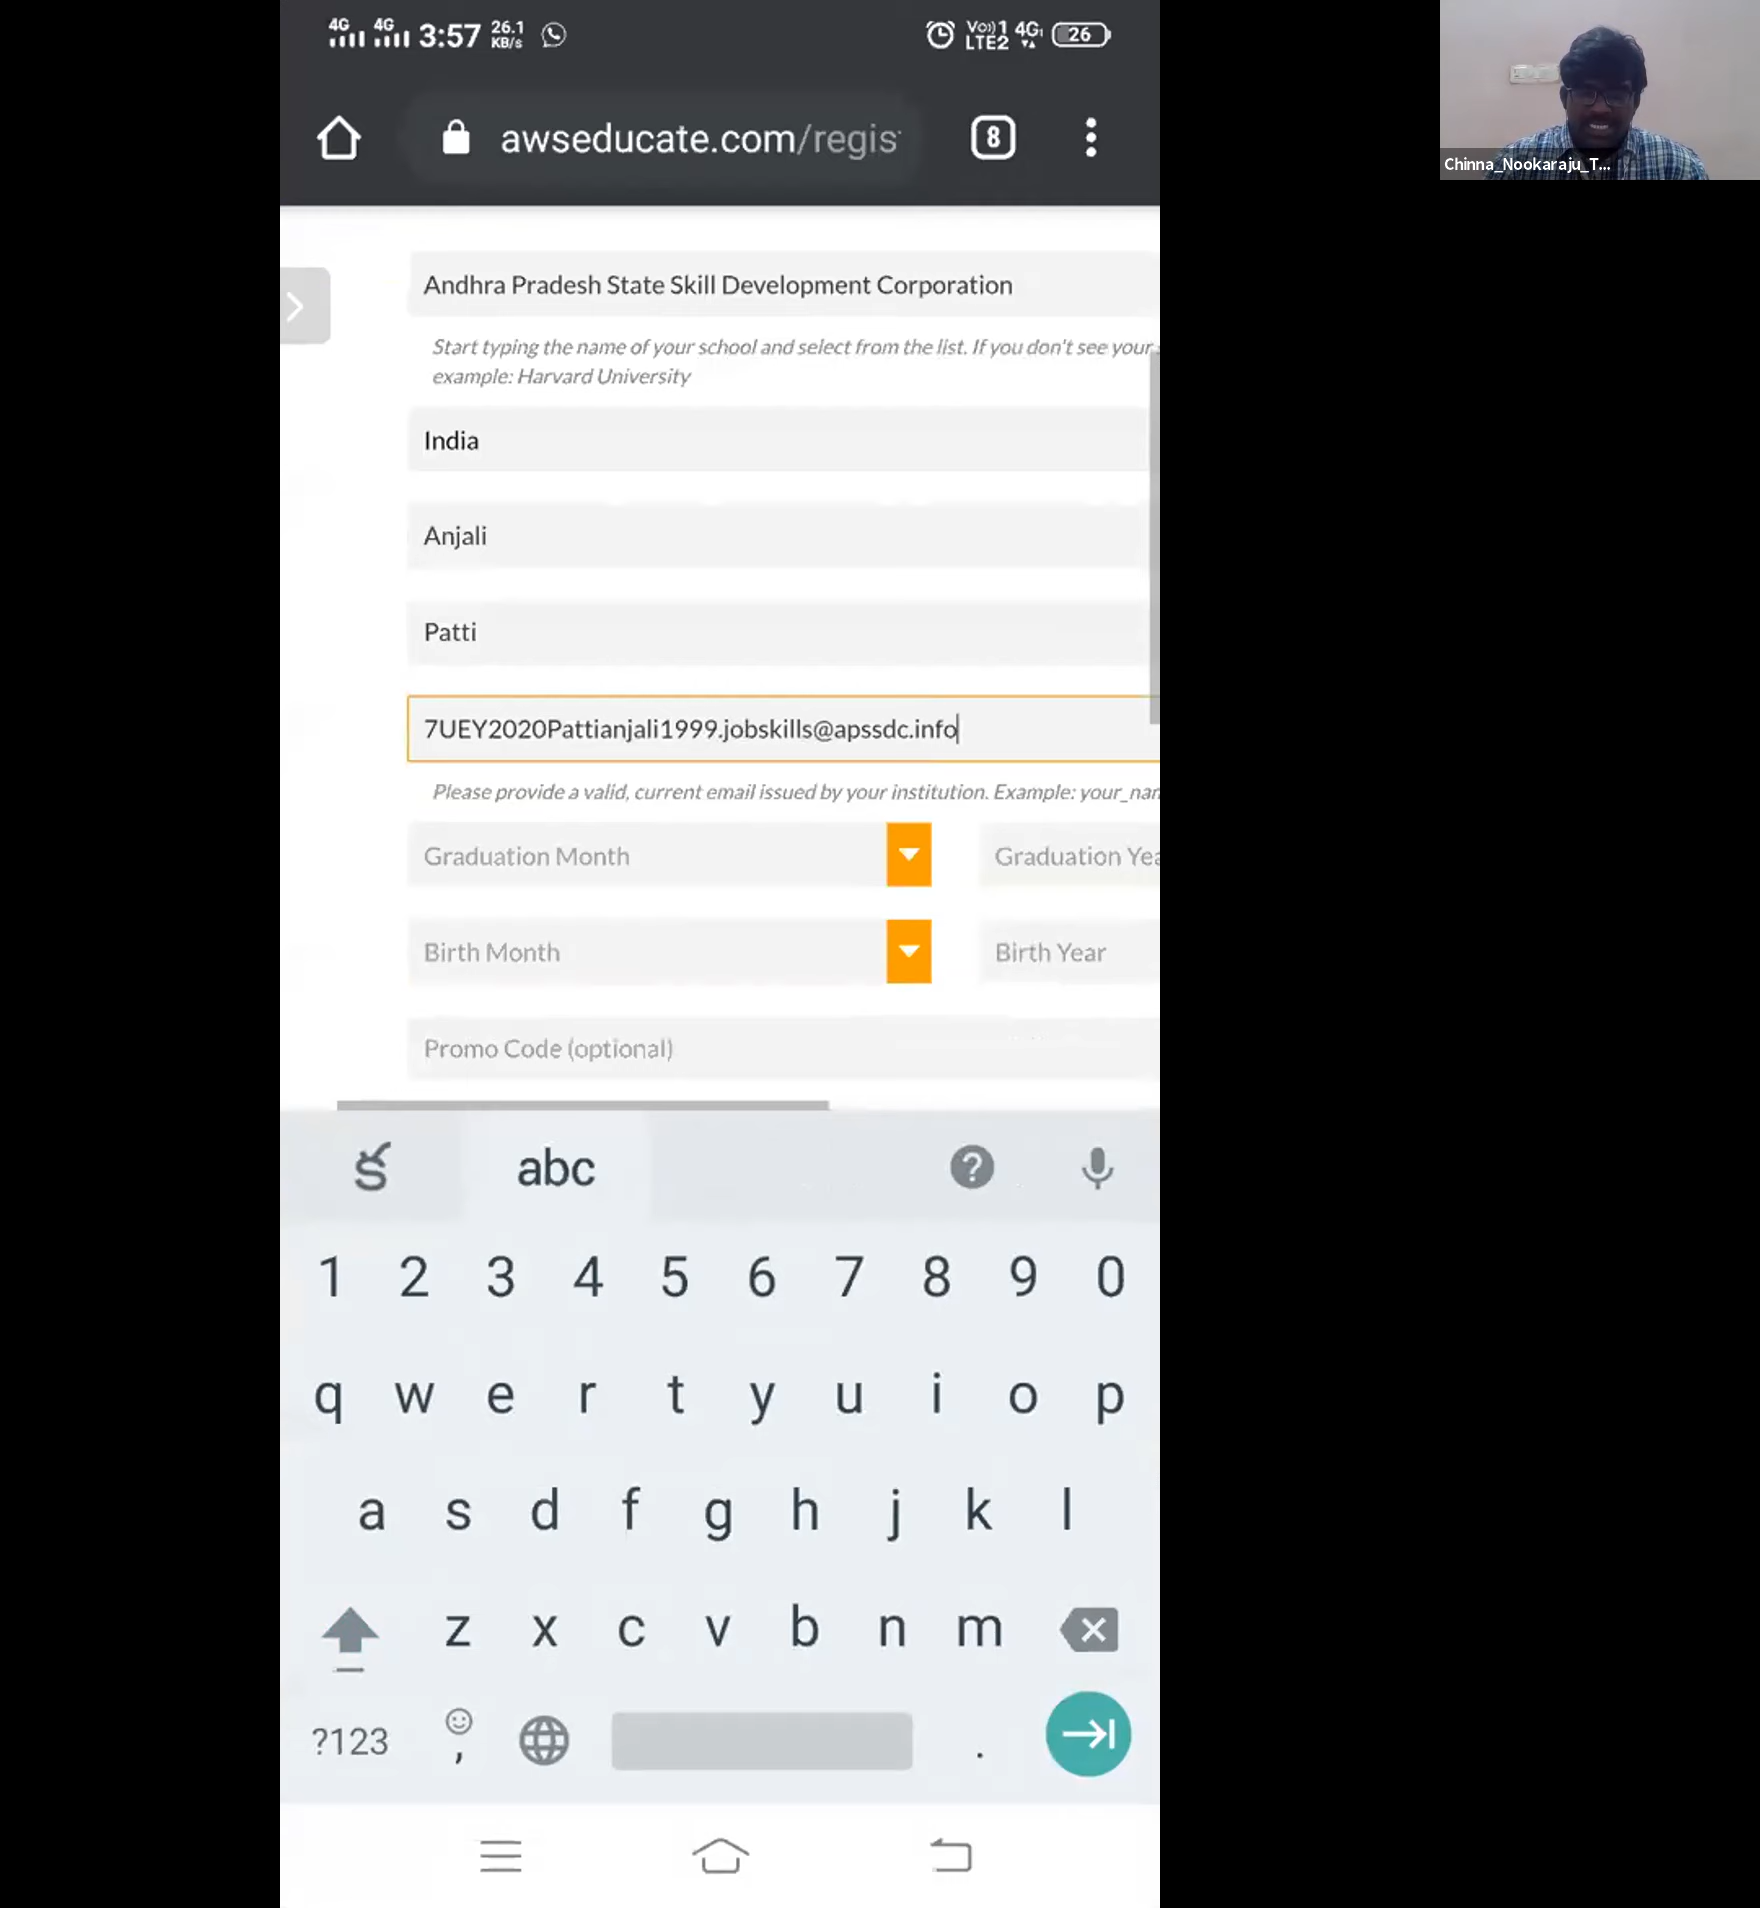 4G 4G 3:57 26.1 KB/s Vo)) 1 LTE2 4G 26
awseducate.com/regis
8
Chinna_Nookaraju_T...
Andhra Pradesh State Skill Development Corporation
Start typing the name of your school and select from the list. If you don't see your
example: Harvard University
India
Anjali
Patti
7UEY2020Pattianjali1999.jobskills@apssdc.info
Please provide a valid, current email issued by your institution. Example: your_nam
Graduation Month Graduation Yea
Birth Month Birth Year
Promo Code (optional)
క abc ?
1 2 3 4 5 6 7 8 9 0
q w e r t y u i o p
a s d f g h j k l
z x c v b n m
?123 , .